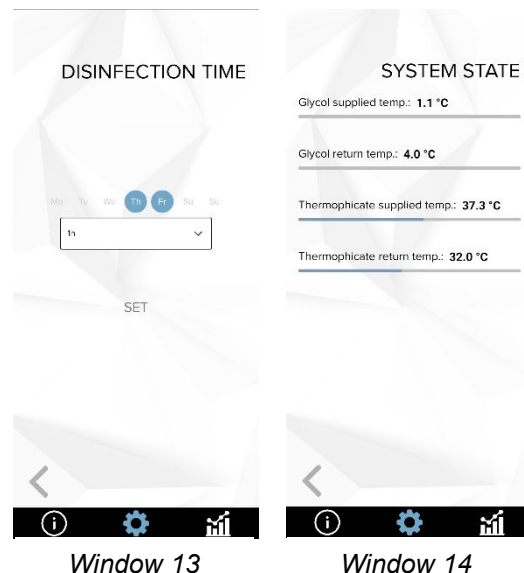 DISINFECTION TIME
Mo Tu We Th Fr Sa Su
1h
SET
Window 13
SYSTEM STATE
Glycol supplied temp.: 1.1 °C
Glycol return temp.: 4.0 °C
Thermophicate supplied temp.: 37.3 °C
Thermophicate return temp.: 32.0 °C
Window 14